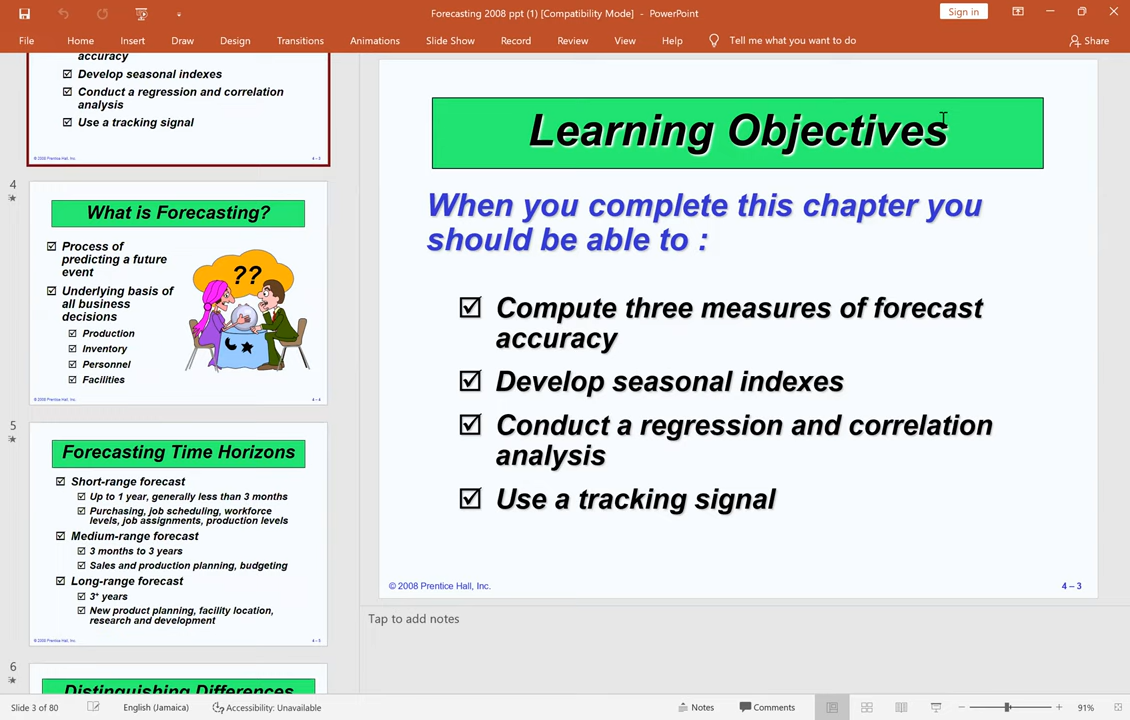 Forecasting 2008 ppt (1) [Compatibility Mode] - PowerPoint
Sign in
File Home Insert Draw Design Transitions Animations Slide Show Record Review View Help Tell me what you want to do Share
accuracy
Develop seasonal indexes
Conduct a regression and correlation
analysis
Use a tracking signal
© 2008 Prentice Hall, Inc. 4 – 3
4
What is Forecasting?
Process of
predicting a future
event
Underlying basis of
all business
decisions
Production
Inventory
Personnel
Facilities
??
© 2008 Prentice Hall, Inc. 4 – 4
5
Forecasting Time Horizons
Short-range forecast
Up to 1 year, generally less than 3 months
Purchasing, job scheduling, workforce
levels, job assignments, production levels
Medium-range forecast
3 months to 3 years
Sales and production planning, budgeting
Long-range forecast
3+ years
New product planning, facility location,
research and development
© 2008 Prentice Hall, Inc. 4 – 5
6
Distinguishing Differences
Learning Objectives
When you complete this chapter you
should be able to :
Compute three measures of forecast
accuracy
Develop seasonal indexes
Conduct a regression and correlation
analysis
Use a tracking signal
© 2008 Prentice Hall, Inc. 4 – 3
Tap to add notes
Slide 3 of 80 English (Jamaica) Accessibility: Unavailable Notes Comments 91%